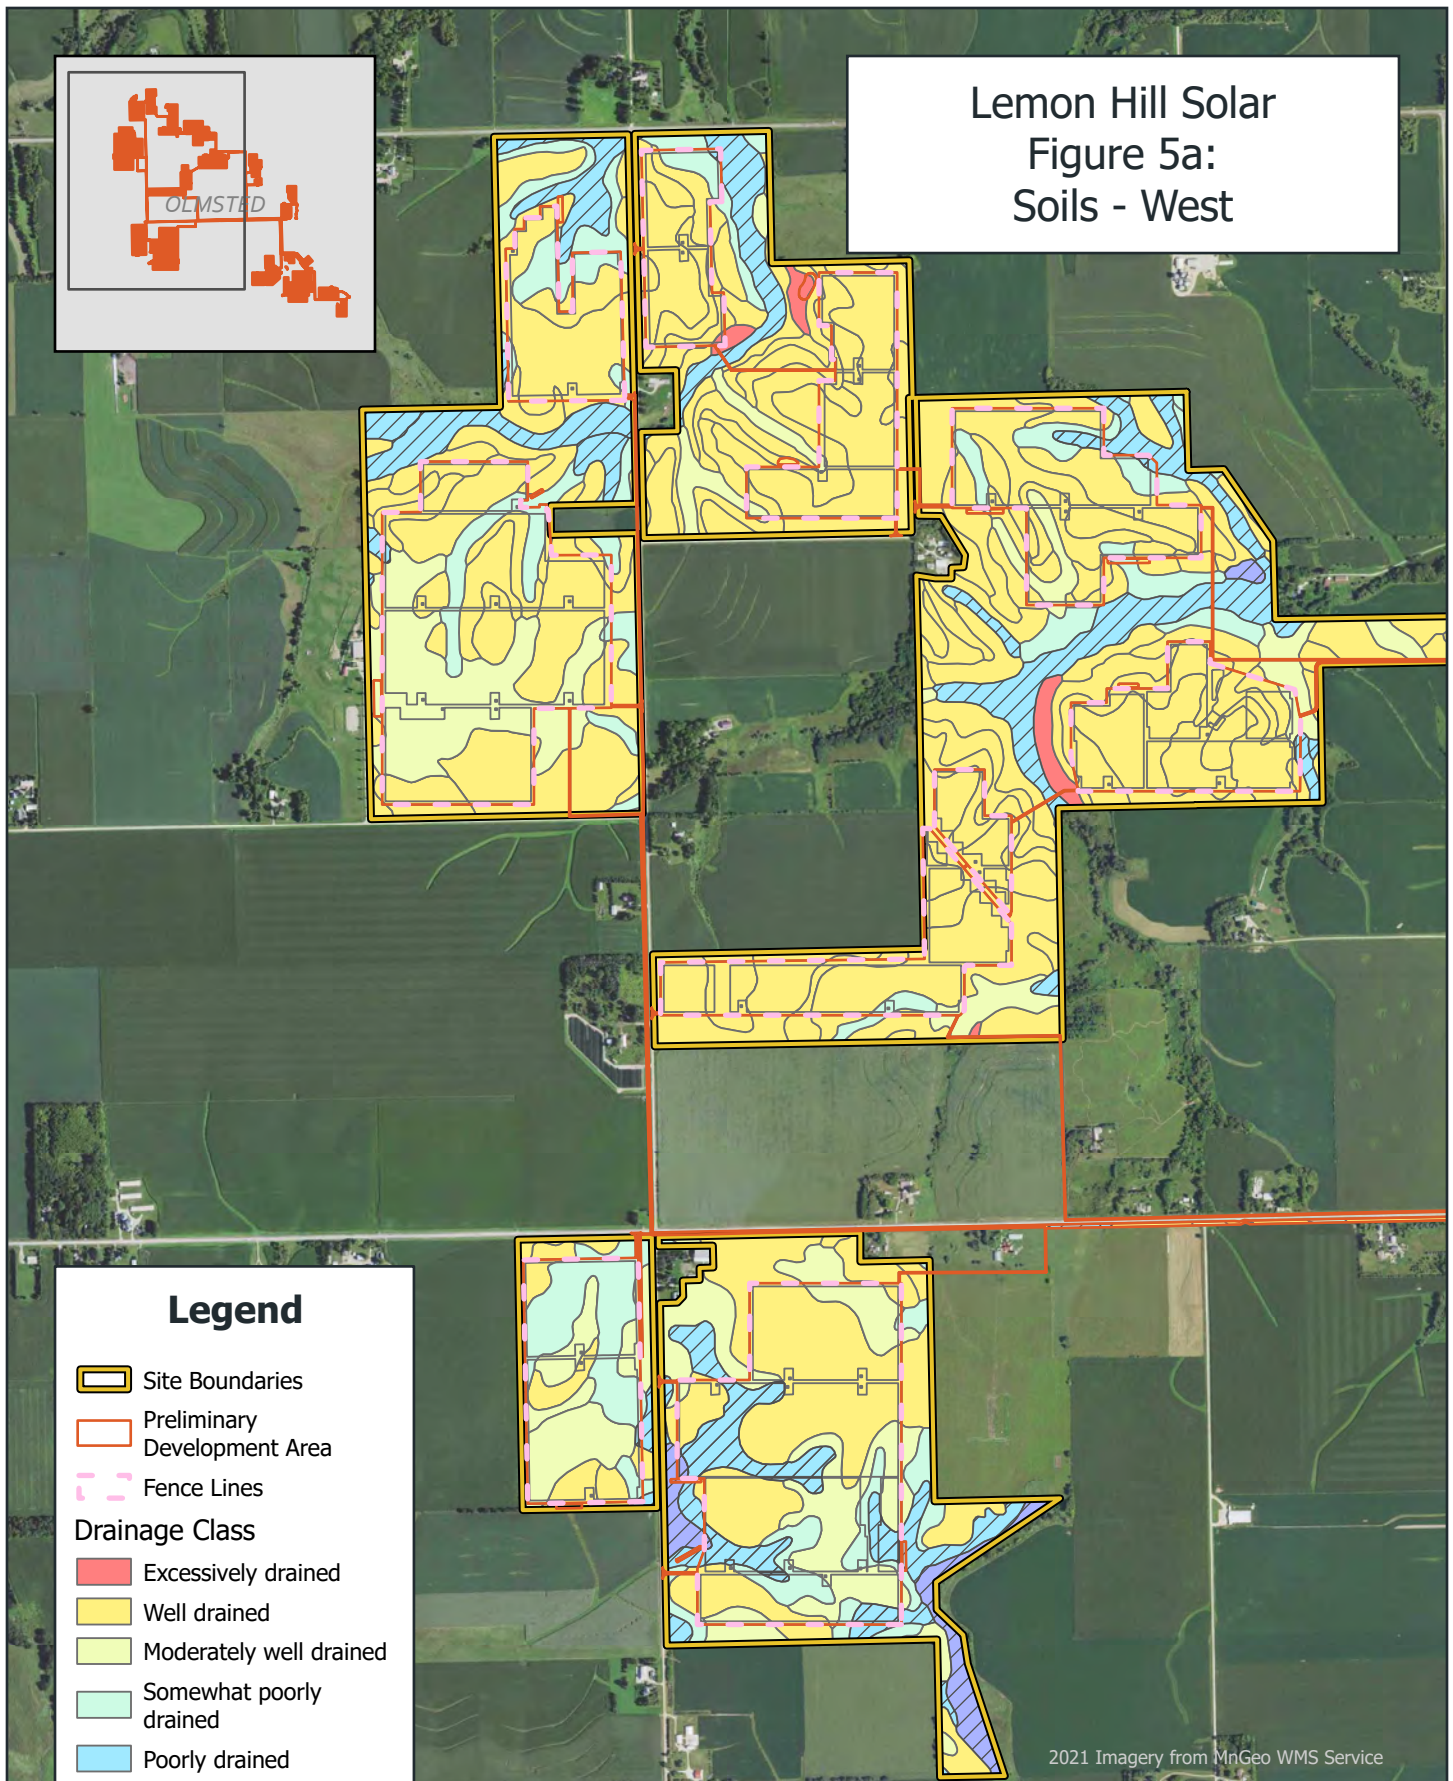 Lemon Hill Solar
Figure 5a:
Soils - West
OLMSTED
Legend
Site Boundaries
Preliminary
Development Area
Fence Lines
Drainage Class
Excessively drained
Well drained
Moderately well drained
Somewhat poorly
drained
Poorly drained
2021 Imagery from MnGeo WMS Service